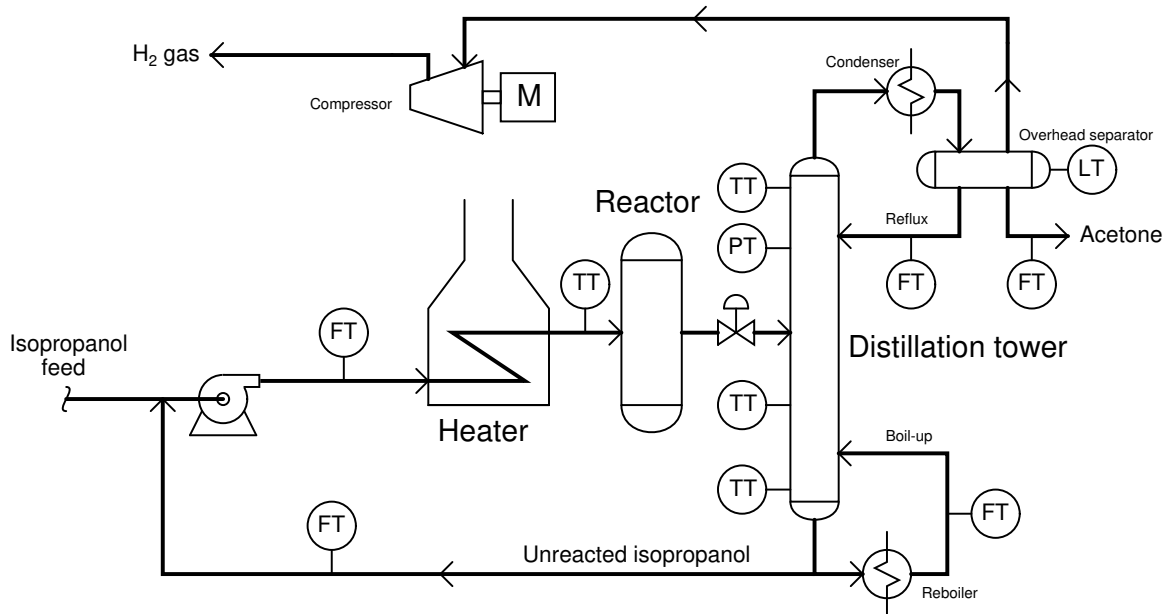 H₂ gas
Compressor
M
Condenser
Overhead separator
LT
TT
Reactor
PT
Reflux
Acetone
FT
FT
TT
FT
Isopropanol
feed
Distillation tower
Heater
TT
Boil-up
TT
FT
FT
Unreacted isopropanol
Reboiler